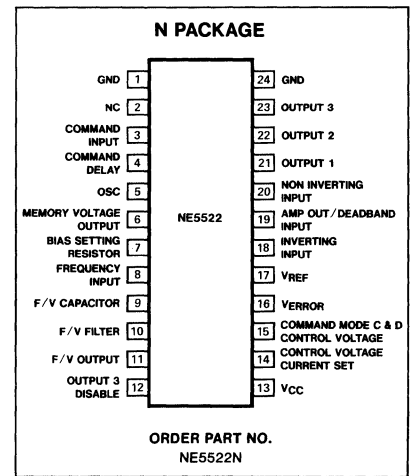 N PACKAGE
GND 1
NC 2
COMMAND
INPUT 3
COMMAND
DELAY 4
OSC 5
MEMORY VOLTAGE
OUTPUT 6
BIAS SETTING
RESISTOR 7
FREQUENCY
INPUT 8
F/V CAPACITOR 9
F/V FILTER 10
F/V OUTPUT 11
OUTPUT 3
DISABLE 12
NE5522
24 GND
23 OUTPUT 3
22 OUTPUT 2
21 OUTPUT 1
20 NON INVERTING
INPUT
19 AMP OUT/DEADBAND
INPUT
18 INVERTING
INPUT
17 VREF
16 VERROR
15 COMMAND MODE C & D
CONTROL VOLTAGE
14 CONTROL VOLTAGE
CURRENT SET
13 VCC
ORDER PART NO.
NE5522N